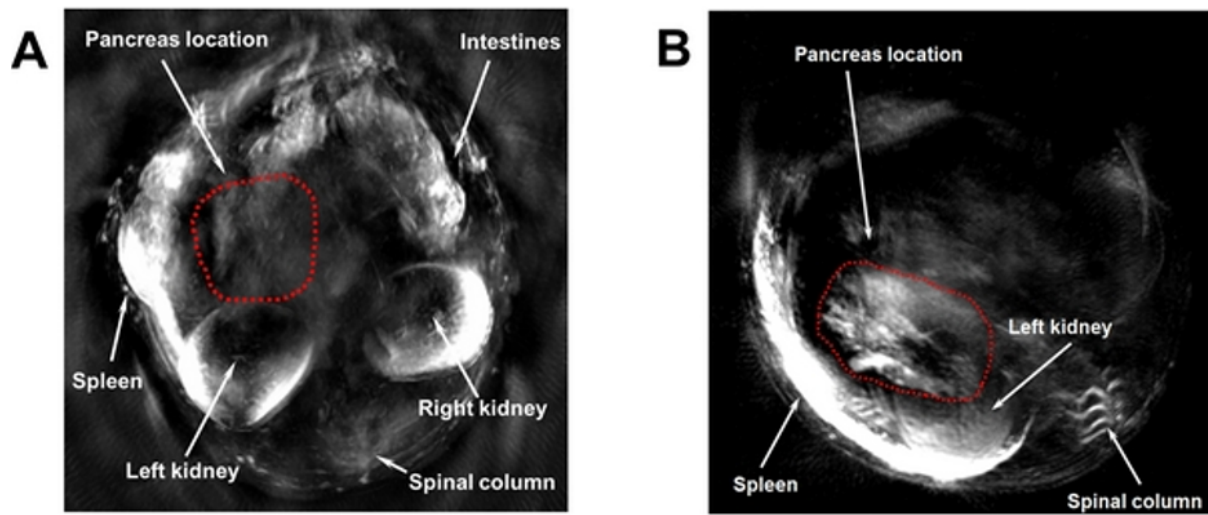 A
Pancreas location
Intestines
Spleen
Right kidney
Left kidney
Spinal column
B
Pancreas location
Left kidney
Spleen
Spinal column